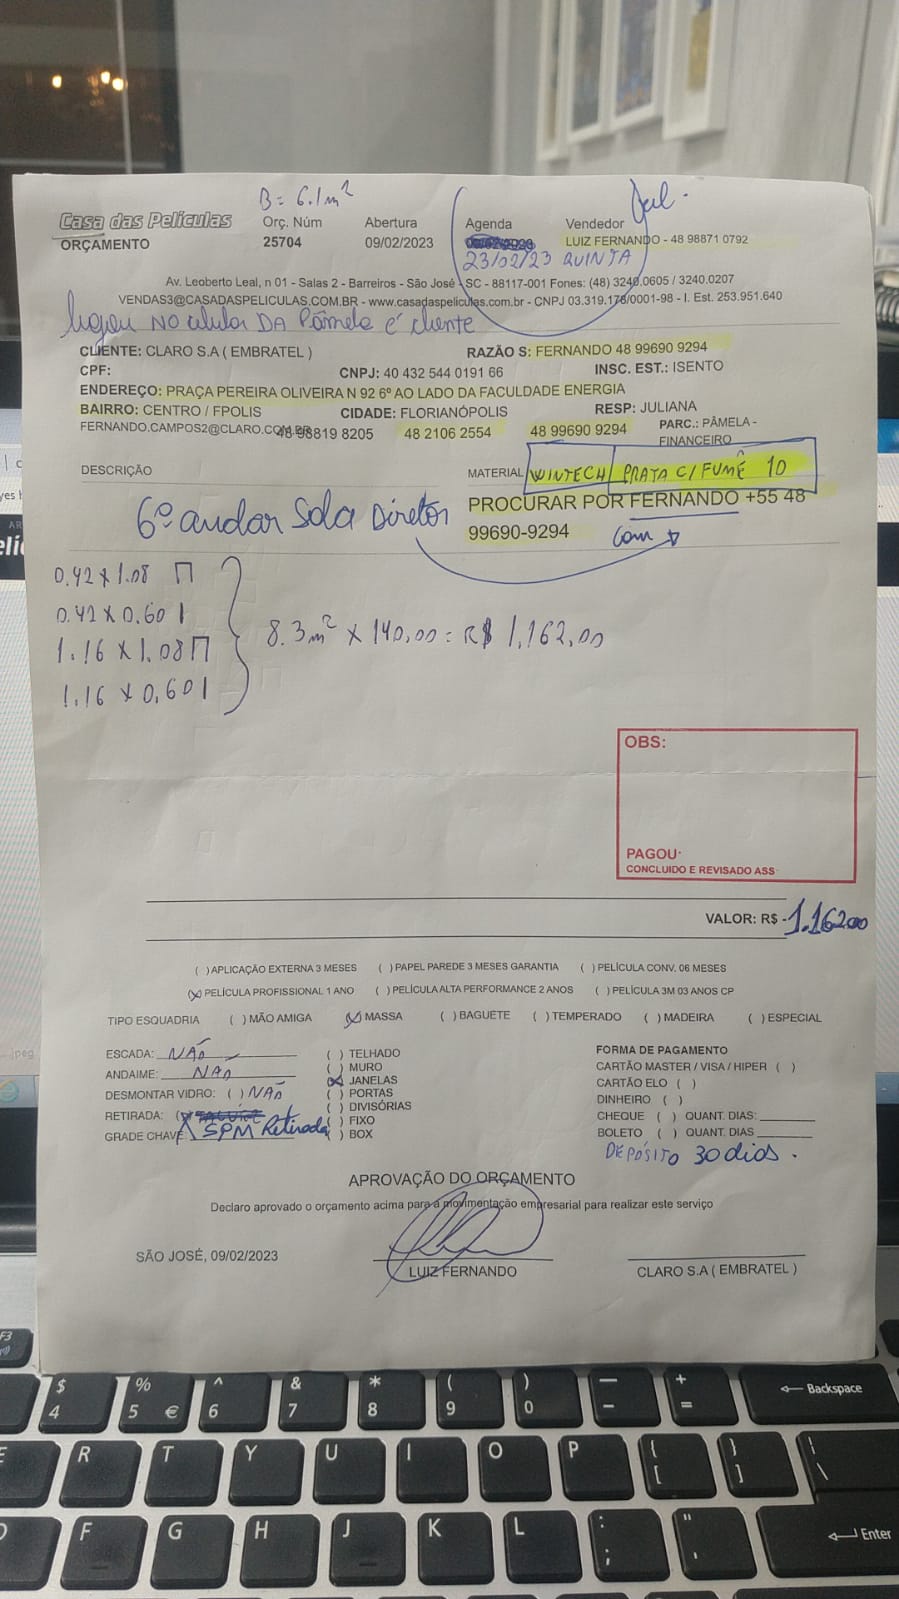 B = 6.1m²
Casa das Películas Orç. Núm Abertura Agenda Vendedor
ORÇAMENTO 25704 09/02/2023 LUIZ FERNANDO - 48 98871 0792
23/02/23 QUINTA
Av. Leoberto Leal, n 01 - Salas 2 - Barreiros - São José - SC - 88117-001 Fones: (48) 3240.0605 / 3240.0207
VENDAS3@CASADASPELICULAS.COM.BR - www.casadaspeliculas.com.br - CNPJ 03.319.178/0001-98 - I. Est. 253.951.640
ligou NO celular DA Pâmela é cliente
CLIENTE: CLARO S.A ( EMBRATEL ) RAZÃO S: FERNANDO 48 99690 9294
CPF: CNPJ: 40 432 544 0191 66 INSC. EST.: ISENTO
ENDEREÇO: PRAÇA PEREIRA OLIVEIRA N 92 6º AO LADO DA FACULDADE ENERGIA
BAIRRO: CENTRO / FPOLIS CIDADE: FLORIANÓPOLIS RESP: JULIANA
FERNANDO.CAMPOS2@CLARO.COM.BR 48 98819 8205 48 2106 2554 48 99690 9294 PARC.: PÂMELA - FINANCEIRO
DESCRIÇÃO MATERIAL WINTECH PRATA C/ FUMÊ 10
6º andar Sala Diretor PROCURAR POR FERNANDO +55 48
99690-9294 com
0.42 x 1.08 П
0.42 x 0.60 I
1.16 x 1.08 П
1.16 x 0.60 I
8.3m² x 140,00 = R$ 1.162,00
OBS:
PAGOU:
CONCLUIDO E REVISADO ASS
VALOR: R$ - 1.162.00
( ) APLICAÇÃO EXTERNA 3 MESES ( ) PAPEL PAREDE 3 MESES GARANTIA ( ) PELÍCULA CONV. 06 MESES
(X) PELÍCULA PROFISSIONAL 1 ANO ( ) PELÍCULA ALTA PERFORMANCE 2 ANOS ( ) PELÍCULA 3M 03 ANOS CP
TIPO ESQUADRIA ( ) MÃO AMIGA (X) MASSA ( ) BAGUETE ( ) TEMPERADO ( ) MADEIRA ( ) ESPECIAL
ESCADA: NÃO
ANDAIME: NÃO
DESMONTAR VIDRO: ( ) NÃO
RETIRADA: (X
GRADE CHAVE SPM Retirada
( ) TELHADO
( ) MURO
(X) JANELAS
( ) PORTAS
( ) DIVISÓRIAS
( ) FIXO
( ) BOX
FORMA DE PAGAMENTO
CARTÃO MASTER / VISA / HIPER ( )
CARTÃO ELO ( )
DINHEIRO ( )
CHEQUE ( ) QUANT. DIAS:
BOLETO ( ) QUANT. DIAS
DEPÓSITO 30 dias.
APROVAÇÃO DO ORÇAMENTO
Declaro aprovado o orçamento acima para a movimentação empresarial para realizar este serviço
SÃO JOSÉ, 09/02/2023
LUIZ FERNANDO CLARO S.A ( EMBRATEL )
F3 $ 4 % 5 € ^ 6 & 7 * 8 ( 9 ) 0 — - + = Backspace
E R T Y U I O P { [ } ] | \
D F G H J K L : ; " ' Enter